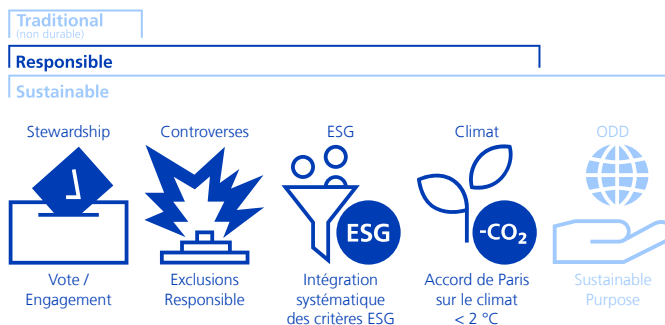 Traditional
(non durable)
Responsible
Sustainable
Stewardship
Controverses
ESG
Climat
ODD
ESG
-CO₂
Vote /
Engagement
Exclusions
Responsible
Intégration
systématique
des critères ESG
Accord de Paris
sur le climat
< 2 °C
Sustainable
Purpose